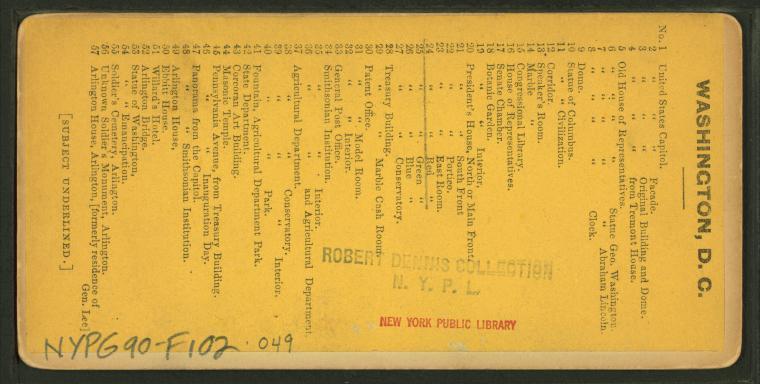 WASHINGTON, D. C.
No. 1 United States Capitol.
2 " " " Facade.
3 " " " Original Building and Dome.
4 " " " from Tremont House.
5 Old House of Representatives.
6 " " " Statue Geo. Washington.
7 " " " " Abraham Lincoln.
8 " " " Clock.
9 Dome.
10 Statue of Columbus.
11 " " Civilization.
12 Corridor.
13 Speaker's Room.
14 Marble "
15 Congressional Library.
16 House of Representatives.
17 Senate Chamber.
18 Botanic Garden.
19 " " Interior.
20 President's House, North or Main Front.
21 " " South Front
22 " " Portico.
23 " " East Room.
24 " " Red "
25 " " Green "
26 " " Blue "
27 " " Conservatory.
28 Treasury Building.
29 " " Marble Cash Room.
30 Patent Office.
31 " " Model Room.
32 " " Interior.
33 General Post Office.
34 Smithsonian Institution.
35 " " Interior.
36 " " and Agricultural Department.
37 Agricultural Department.
38 " " Conservatory.
39 " " " Interior.
40 " " Park.
41 Fountain, Agricultural Department Park.
42 State Department.
43 Corcoran Art Building.
44 Masonic Temple.
45 Pennsylvania Avenue, from Treasury Building.
46 " " Inauguration Day.
47 Panorama from the Capitol.
48 " " " Smithsonian Institution.
49 Arlington House,
50 Ebbitt House.
51 Willard's Hotel.
52 Arlington Bridge.
53 Statue of Washington,
54 " " Emancipation.
55 Soldier's Cemetery, Arlington.
56 Unknown Soldier's Monument, Arlington.
57 Arlington House, Arlington, [formerly residence of
Gen. Lee]
[SUBJECT UNDERLINED.]
ROBERT DENNIS COLLECTION
N. Y. P. L.
NEW YORK PUBLIC LIBRARY
NYPG90-F102 . 049